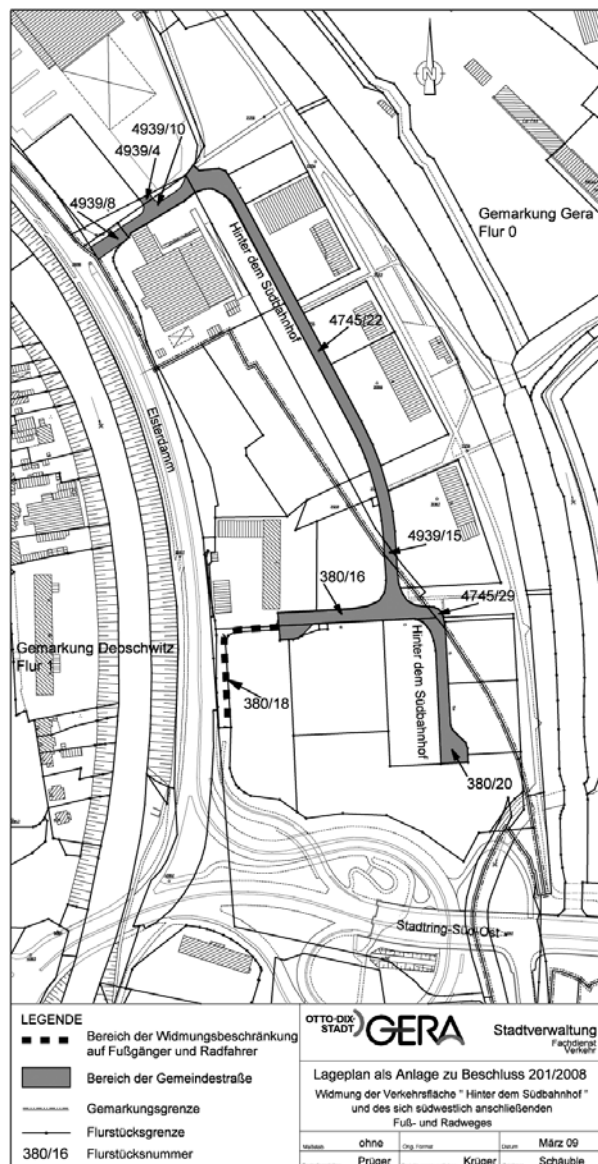 4939/10
4939/4
4939/8
Gemarkung Gera
Flur 0
Hinter dem Südbahnhof
4745/22
Elsterdamm
4939/15
380/16
4745/29
Gemarkung Debschwitz
Flur 1
Hinter dem Südbahnhof
380/18
380/20
Stadtring-Süd-Ost
LEGENDE
Bereich der Widmungsbeschränkung
auf Fußgänger und Radfahrer
Bereich der Gemeindestraße
Gemarkungsgrenze
Flurstücksgrenze
380/16 Flurstücksnummer
OTTO-DIX-
STADT
GERA
Stadtverwaltung
Fachdienst
Verkehr
Lageplan als Anlage zu Beschluss 201/2008
Widmung der Verkehrsfläche " Hinter dem Südbahnhof "
und des sich südwestlich anschließenden
Fuß- und Radweges
Maßstab ohne Org. Format Datum März 09
Prüger Krüger Schäuble